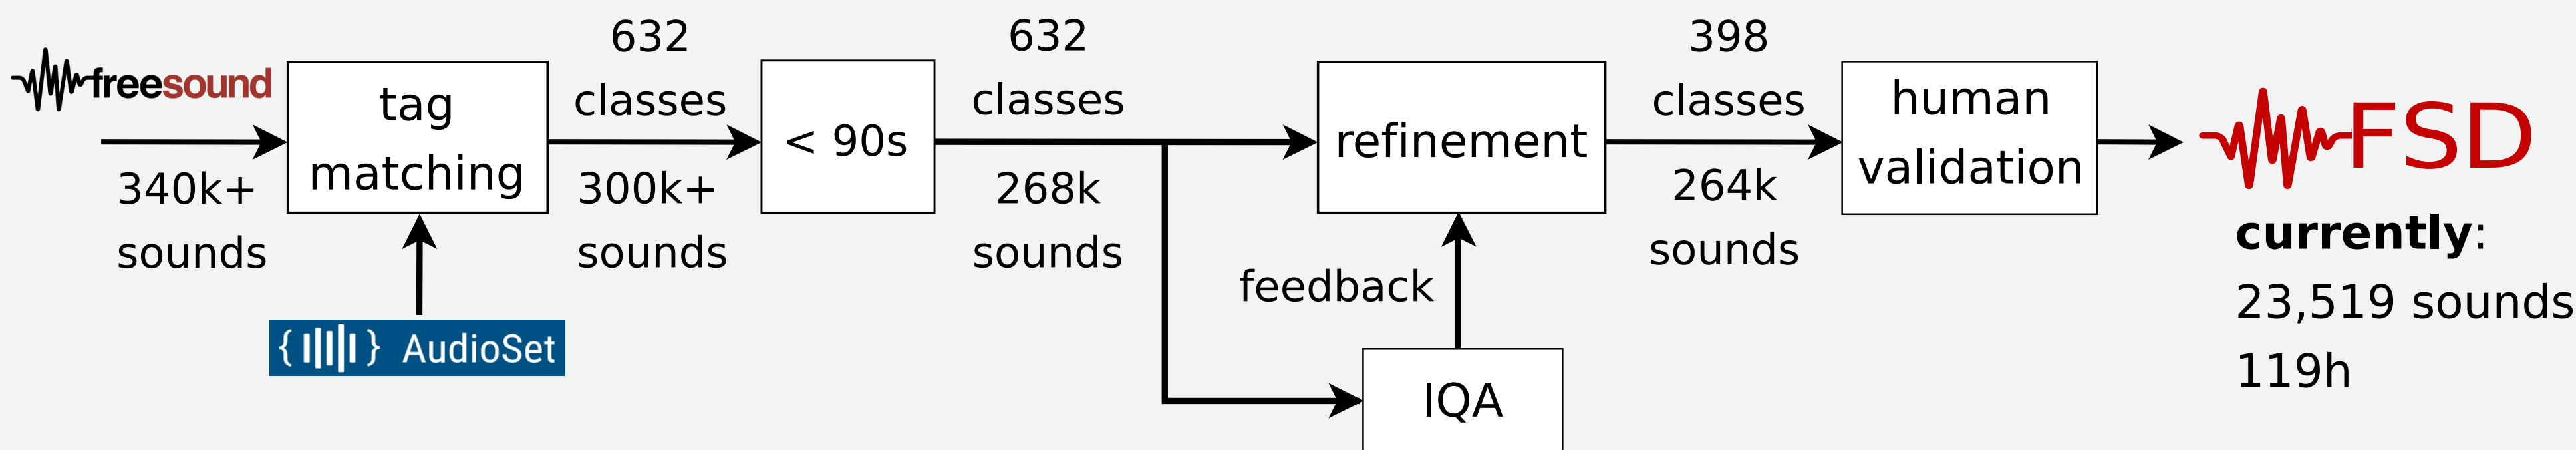 freesound
340k+
sounds
tag
matching
AudioSet
632
classes
300k+
sounds
< 90s
632
classes
268k
sounds
refinement
feedback
IQA
398
classes
264k
sounds
human
validation
FSD
currently:
23,519 sounds
119h